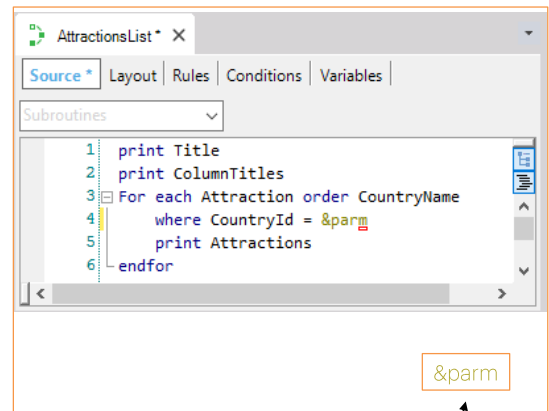 AttractionsList *
Source * Layout Rules Conditions Variables
Subroutines
1 print Title
2 print ColumnTitles
3 For each Attraction order CountryName
4 where CountryId = &parm
5 print Attractions
6 endfor
&parm